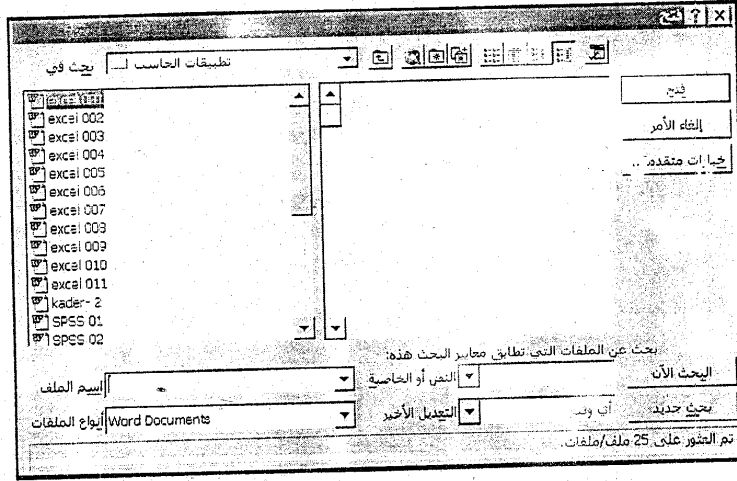 فتح
بحث في تطبيقات الحاسب
excel 002
excel 003
excel 004
excel 005
excel 006
excel 007
excel 008
excel 009
excel 010
excel 011
kader- 2
SPSS 01
SPSS 02
فتح
إلغاء الأمر
خيارات متقدمة..
بحث عن الملفات التي تطابق معايير البحث هذه:
اسم الملف
النص أو الخاصية
البحث الآن
أنواع الملفات Word Documents
التعديل الأخير
أي وقت
بحث جديد
تم العثور على 25 ملف/ملفات.